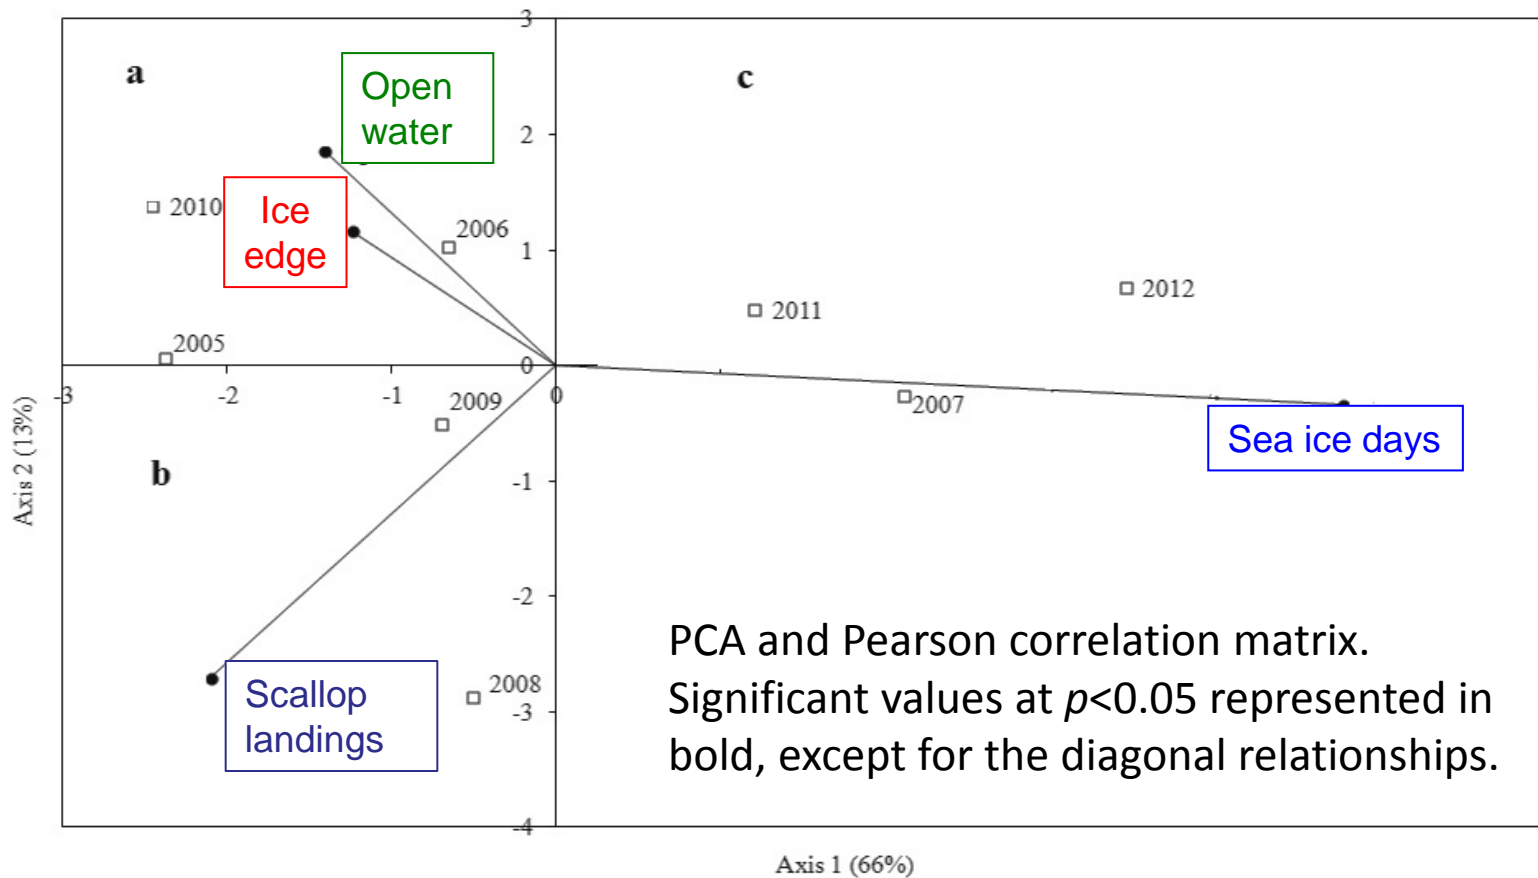 3
a
c
Open
water
2
2010
Ice
edge
2006
1
2011
2012
2005
0
-3
-2
-1
0
2009
2007
Sea ice days
Axis 2 (13%)
b
-1
-2
Scallop
landings
2008
-3
PCA and Pearson correlation matrix.
Significant values at p<0.05 represented in
bold, except for the diagonal relationships.
-4
Axis 1 (66%)